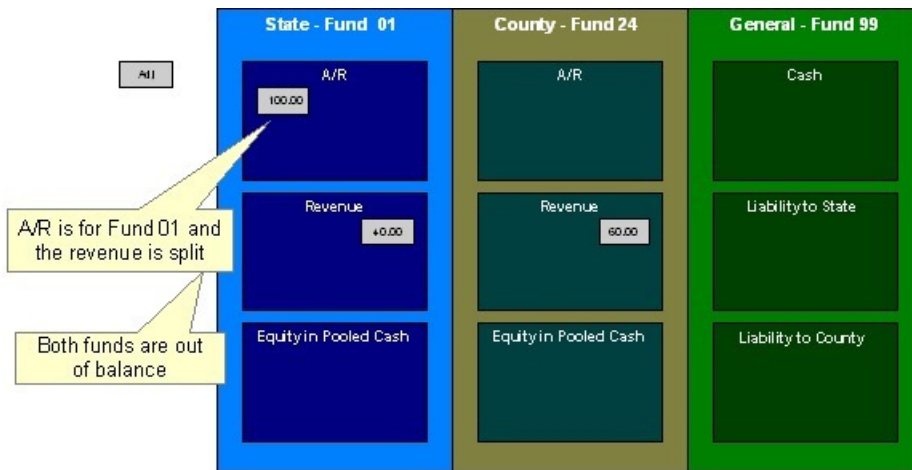 State - Fund 01
County - Fund 24
General - Fund 99
A/R
A/R
Cash
100.00
A/R is for Fund 01 and
the revenue is split
Revenue
Revenue
Liability to State
40.00
60.00
Both funds are out
of balance
Equity in Pooled Cash
Equity in Pooled Cash
Liability to County